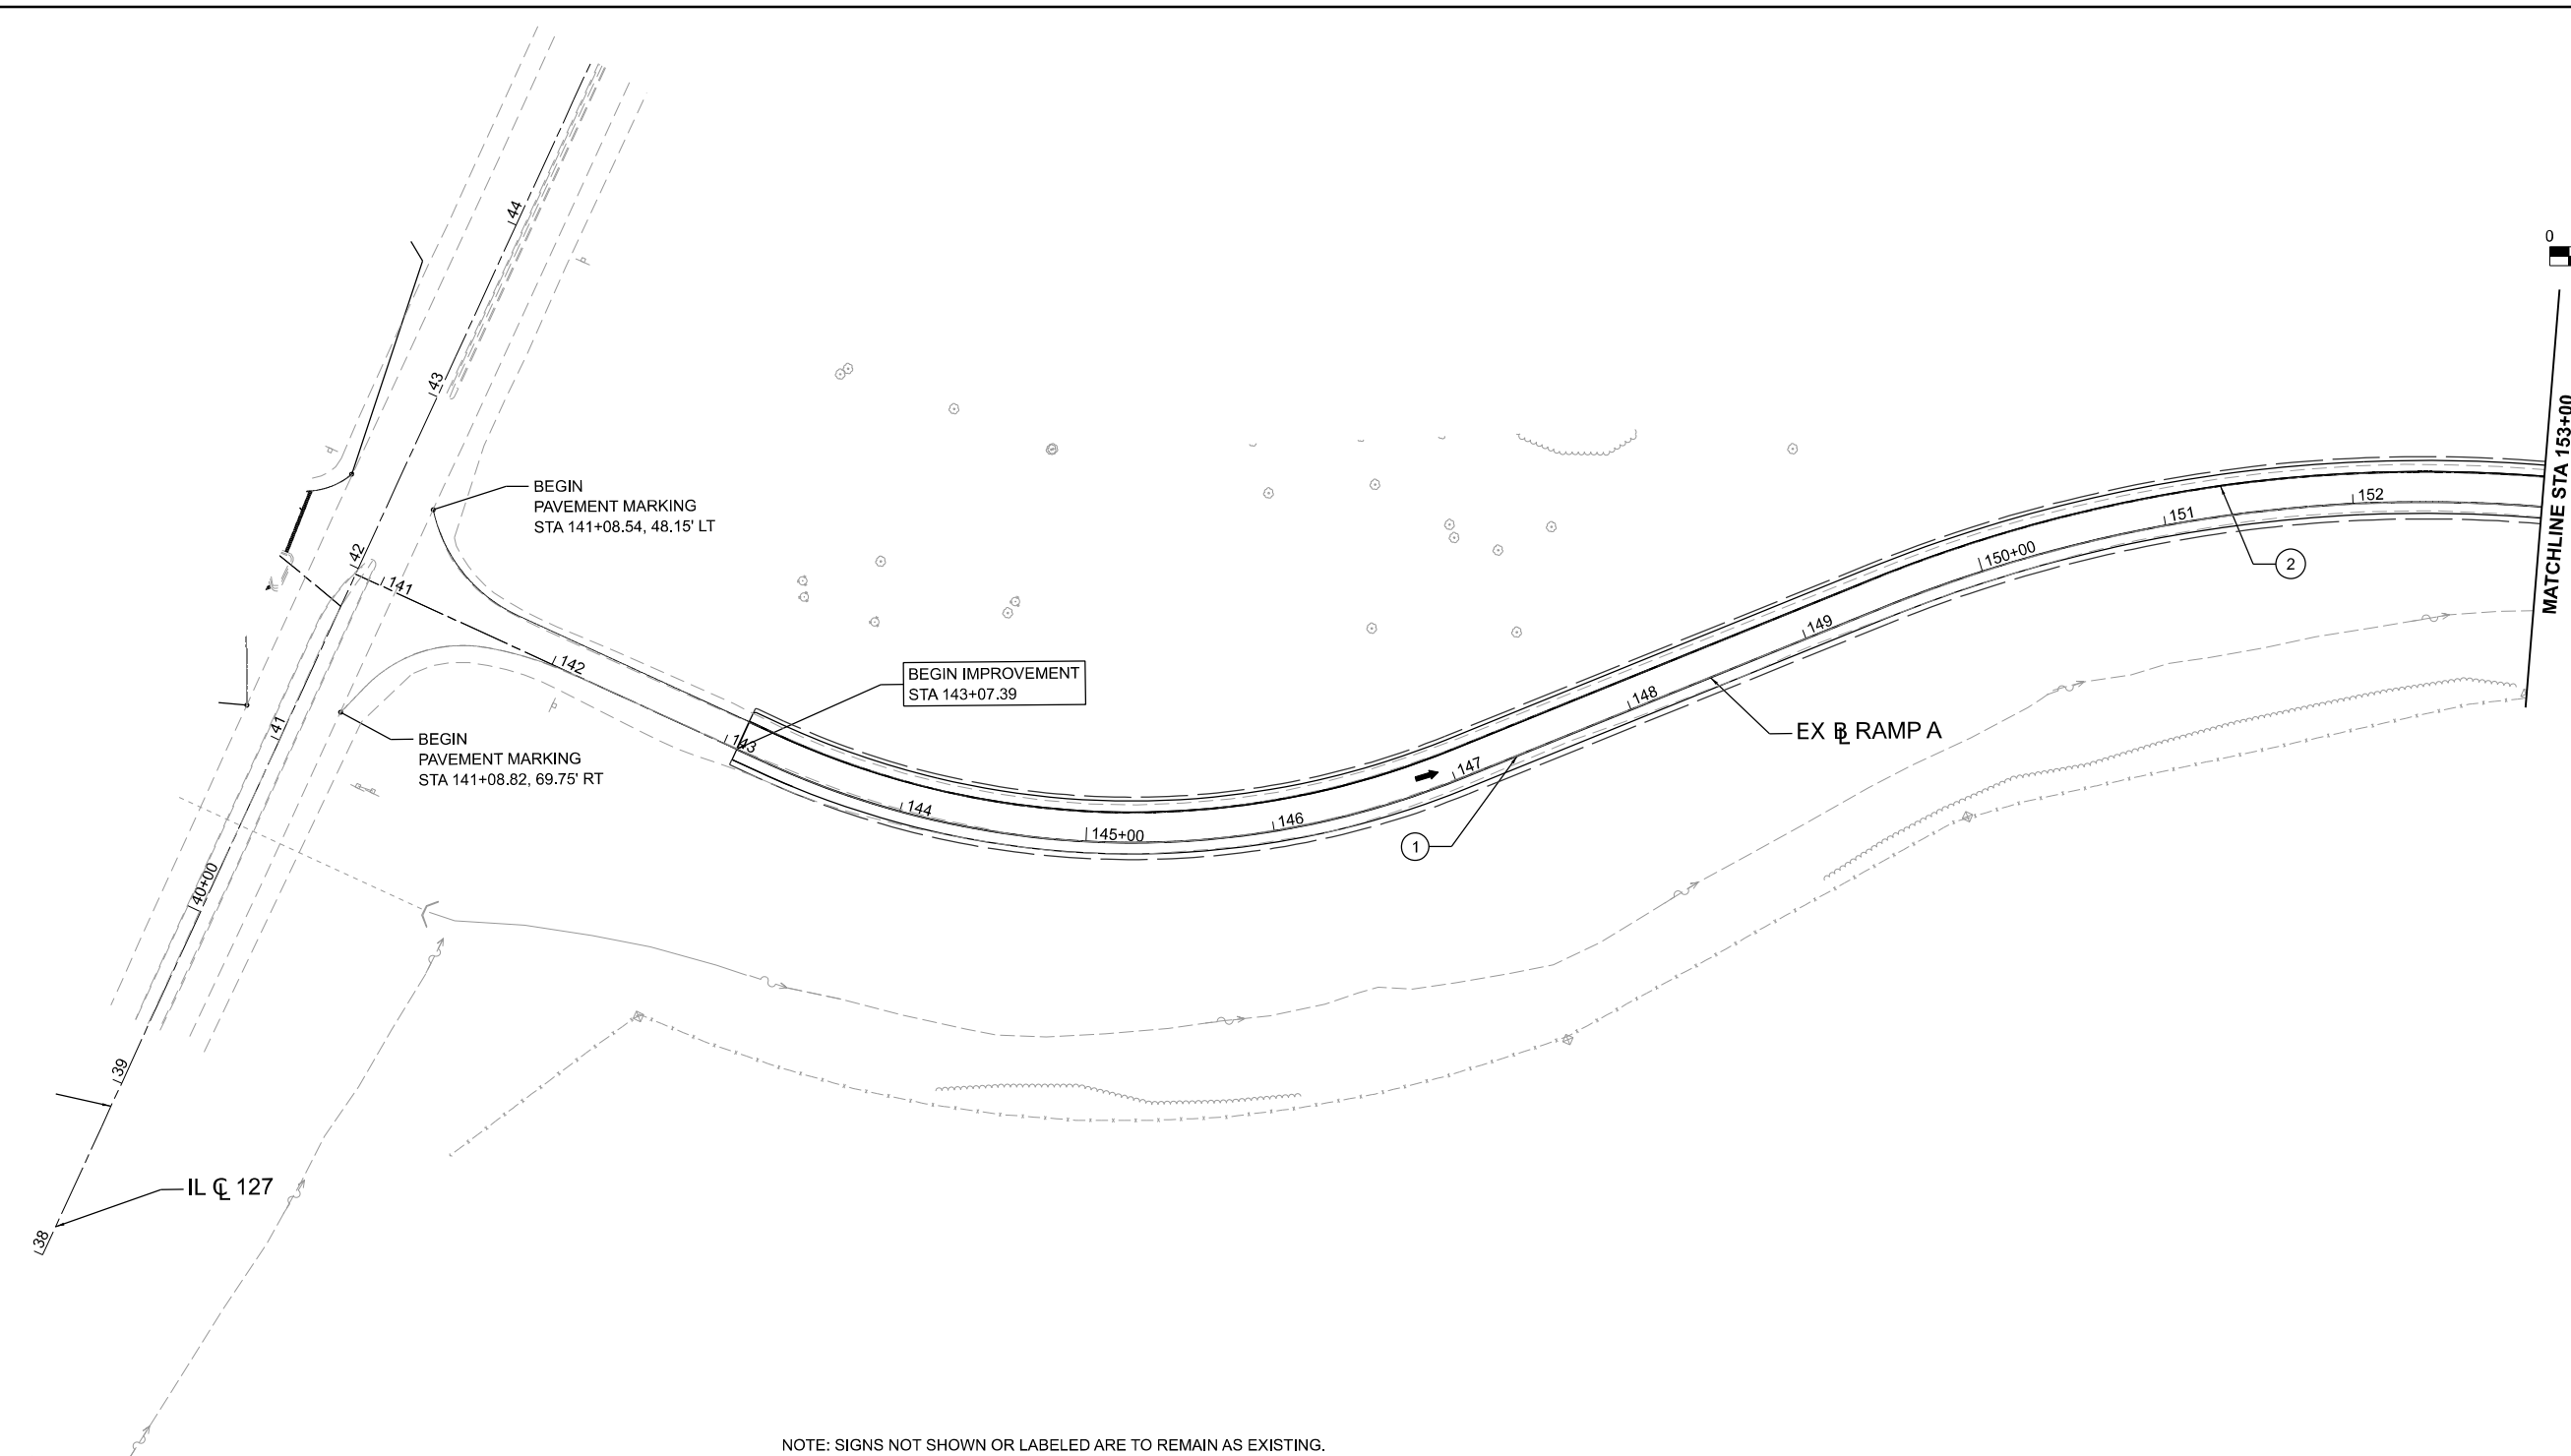 44
0
43
MATCHLINE STA 153+00
BEGIN
PAVEMENT MARKING
STA 141+08.54, 48.15' LT
152
151
150+00
2
42
141
149
142
BEGIN IMPROVEMENT
STA 143+07.39
148
EX BL RAMP A
41
BEGIN
PAVEMENT MARKING
STA 141+08.82, 69.75' RT
143
147
144
145+00
146
1
40+00
39
IL CL 127
38
NOTE: SIGNS NOT SHOWN OR LABELED ARE TO REMAIN AS EXISTING.